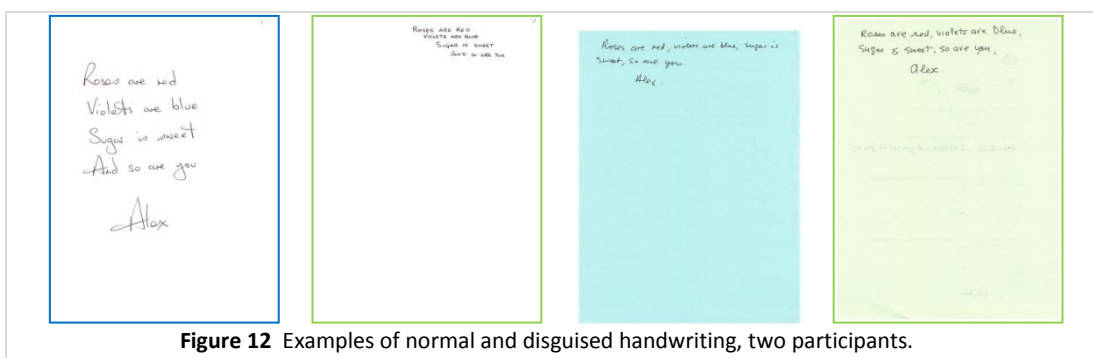 Roses are red
Violets are blue
Sugar is sweet
And so are you
Alex
ROSES ARE RED
VIOLETS ARE BLUE
SUGAR IS SWEET
AND SO ARE YOU
Roses are red, violets are blue, sugar is
sweet, so are you.
Alex.
Roses are red, violets are blue,
Sugar is sweet, so are you,
Alex.
Figure 12 Examples of normal and disguised handwriting, two participants.